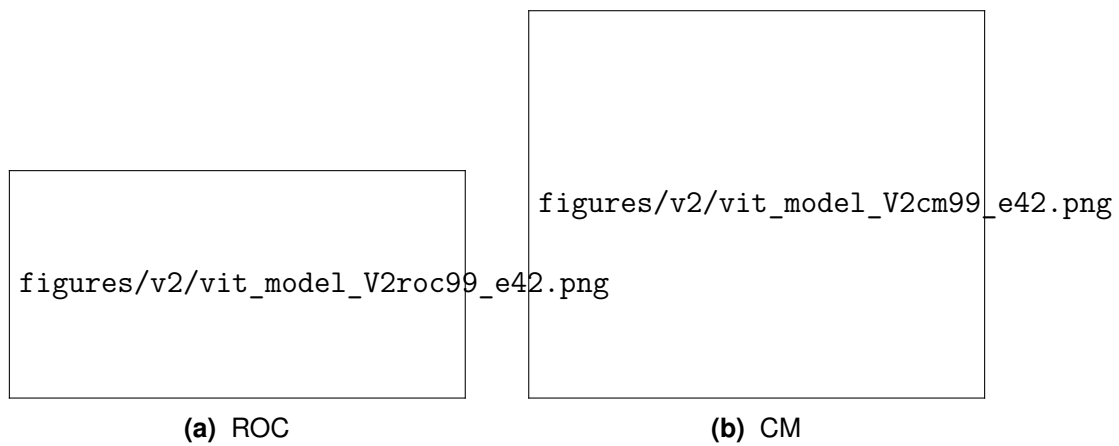 figures/v2/vit_model_V2roc99_e42.png
(a) ROC
figures/v2/vit_model_V2cm99_e42.png
(b) CM